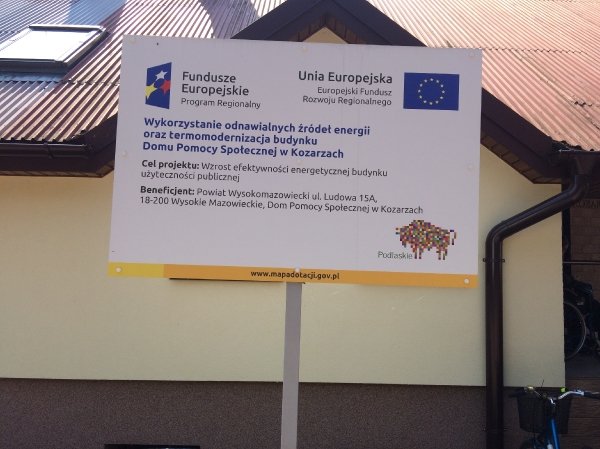 Fundusze
Europejskie
Program Regionalny
Unia Europejska
Europejski Fundusz
Rozwoju Regionalnego
Wykorzystanie odnawialnych źródeł energii
oraz termomodernizacja budynku
Domu Pomocy Społecznej w Kozarzach
Cel projektu: Wzrost efektywności energetycznej budynku
użyteczności publicznej
Beneficjent: Powiat Wysokomazowiecki ul. Ludowa 15A,
18-200 Wysokie Mazowieckie, Dom Pomocy Społecznej w Kozarzach
Podlaskie
www.mapadotacji.gov.pl